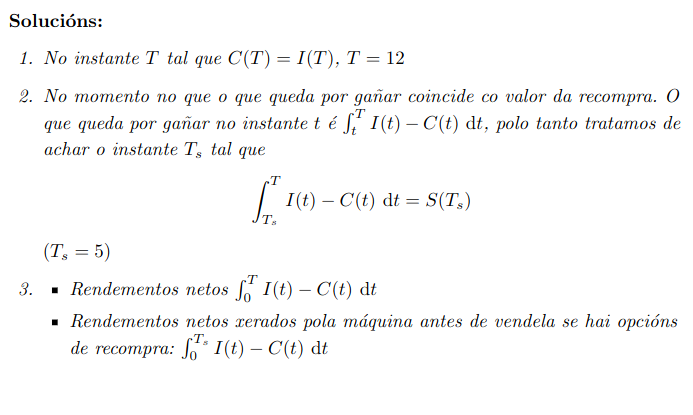 Solucións:
1. No instante T tal que C(T) = I(T), T = 12
2. No momento no que o que queda por gañar coincide co valor da recompra. O
que queda por gañar no instante t é ∫_t^T I(t) − C(t) dt, polo tanto tratamos de
achar o instante T_s tal que
∫_{T_s}^T I(t) − C(t) dt = S(T_s)
(T_s = 5)
3. ▪ Rendementos netos ∫_0^T I(t) − C(t) dt
▪ Rendementos netos xerados pola máquina antes de vendela se hai opcións
de recompra: ∫_0^{T_s} I(t) − C(t) dt